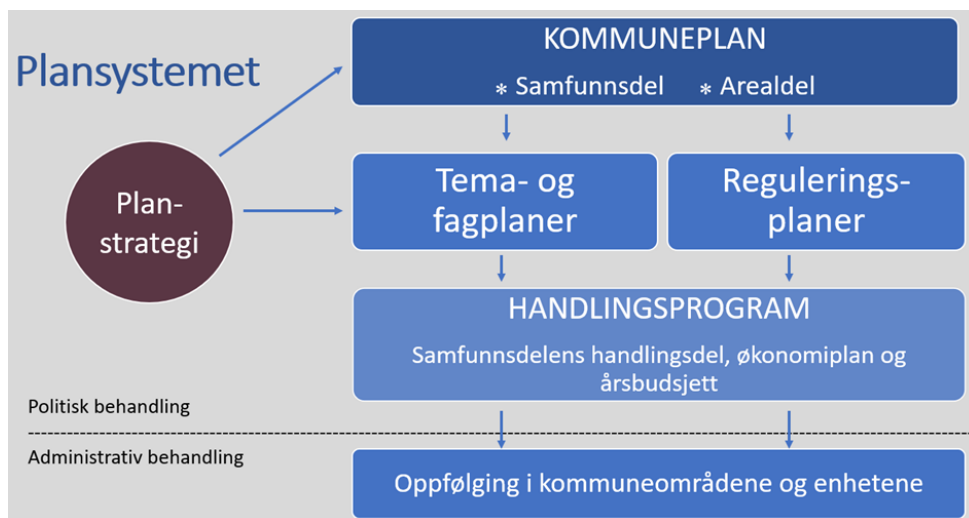 Plansystemet
KOMMUNEPLAN
* Samfunnsdel * Arealdel
Plan-
strategi
Tema- og
fagplaner
Regulerings-
planer
HANDLINGSPROGRAM
Samfunnsdelens handlingsdel, økonomiplan og
årsbudsjett
Politisk behandling
Administrativ behandling
Oppfølging i kommuneområdene og enhetene